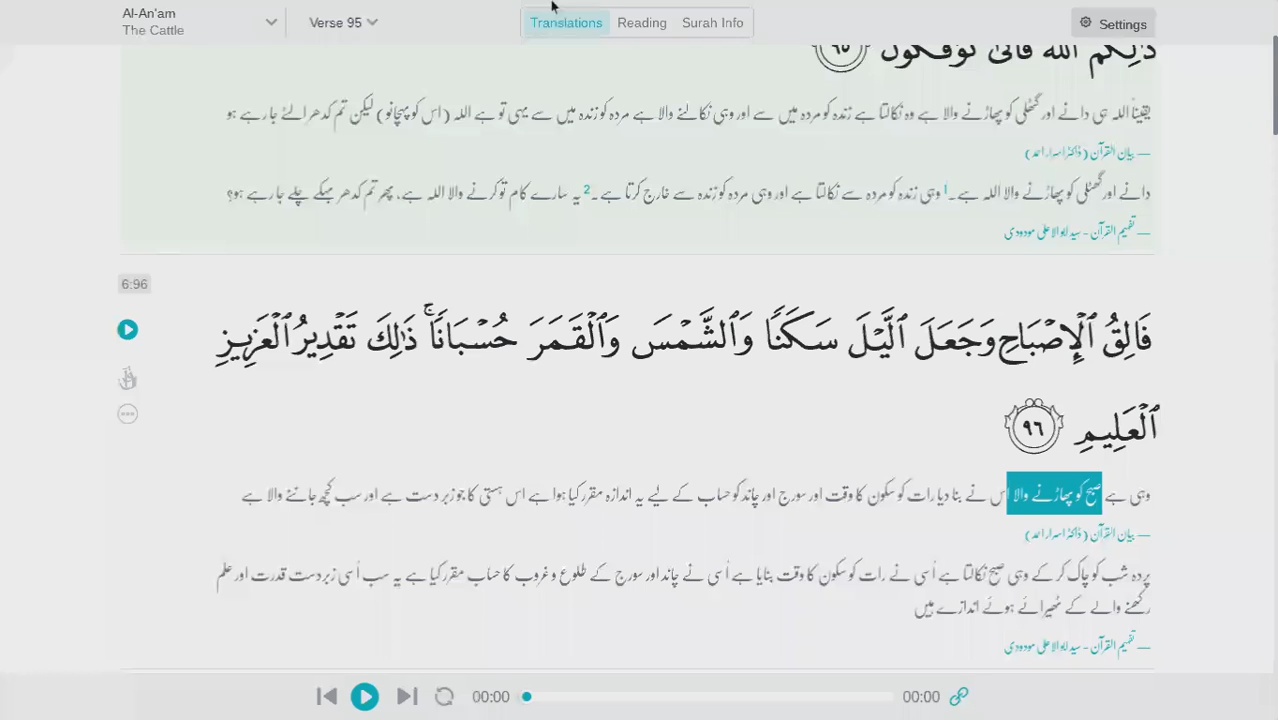 Al-An'am
The Cattle
Verse 95
Translations
Reading
Surah Info
Settings
ذَٰلِكُمُ ٱللَّهُ فَأَنَّىٰ تُؤْفَكُونَ ٩٥
یقیناً اللہ ہی دانے اور گٹھلی کو پھاڑنے والا ہے وہ نکالتا ہے زندہ کو مردہ میں سے اور وہی نکالنے والا ہے مردہ کو زندہ میں سے یہی تو ہے اللہ (اس کو پہچانو) لیکن تم کدھر الٹے جا رہے ہو
— بیان القرآن (ڈاکٹر اسرار احمد)
دانے اور گٹھلی کو پھاڑنے والا اللہ ہے۔1 وہی زندہ کو مردہ سے نکالتا ہے اور وہی مردہ کو زندہ سے خارج کرتا ہے۔2 یہ سارے کام تو کرنے والا اللہ ہے، پھر تم کدھر بہکے چلے جا رہے ہو؟
— تفہیم القرآن - سید ابو الاعلیٰ مودودی
6:96
فَالِقُ ٱلْإِصْبَاحِ وَجَعَلَ ٱلَّيْلَ سَكَنًا وَٱلشَّمْسَ وَٱلْقَمَرَ حُسْبَانًا ۚ ذَٰلِكَ تَقْدِيرُ ٱلْعَزِيزِ
ٱلْعَلِيمِ ٩٦
وہی ہے صبح کو پھاڑنے والا اُس نے بنا دیا رات کو سکون کا وقت اور سورج اور چاند کو حساب کے لیے یہ اندازہ مقرر کیا ہوا ہے اس ہستی کا جو زبردست ہے اور سب کچھ جاننے والا ہے
— بیان القرآن (ڈاکٹر اسرار احمد)
پردہ شب کو چاک کر کے وہی صبح نکالتا ہے اُسی نے رات کو سکون کا وقت بنایا ہے اُسی نے چاند اور سورج کے طلوع و غروب کا حساب مقرر کیا ہے یہ سب اُسی زبردست قدرت اور علم
رکھنے والے کے ٹھیرائے ہوئے اندازے ہیں
— تفہیم القرآن - سید ابو الاعلیٰ مودودی
00:00
00:00